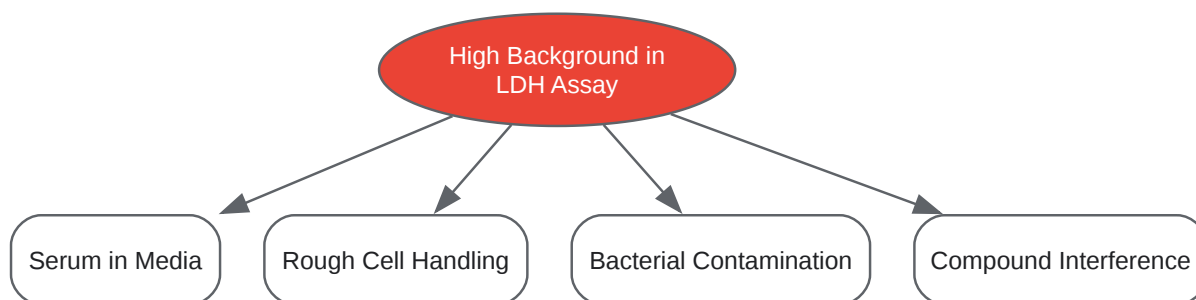 High Background in
LDH Assay
Serum in Media
Rough Cell Handling
Bacterial Contamination
Compound Interference